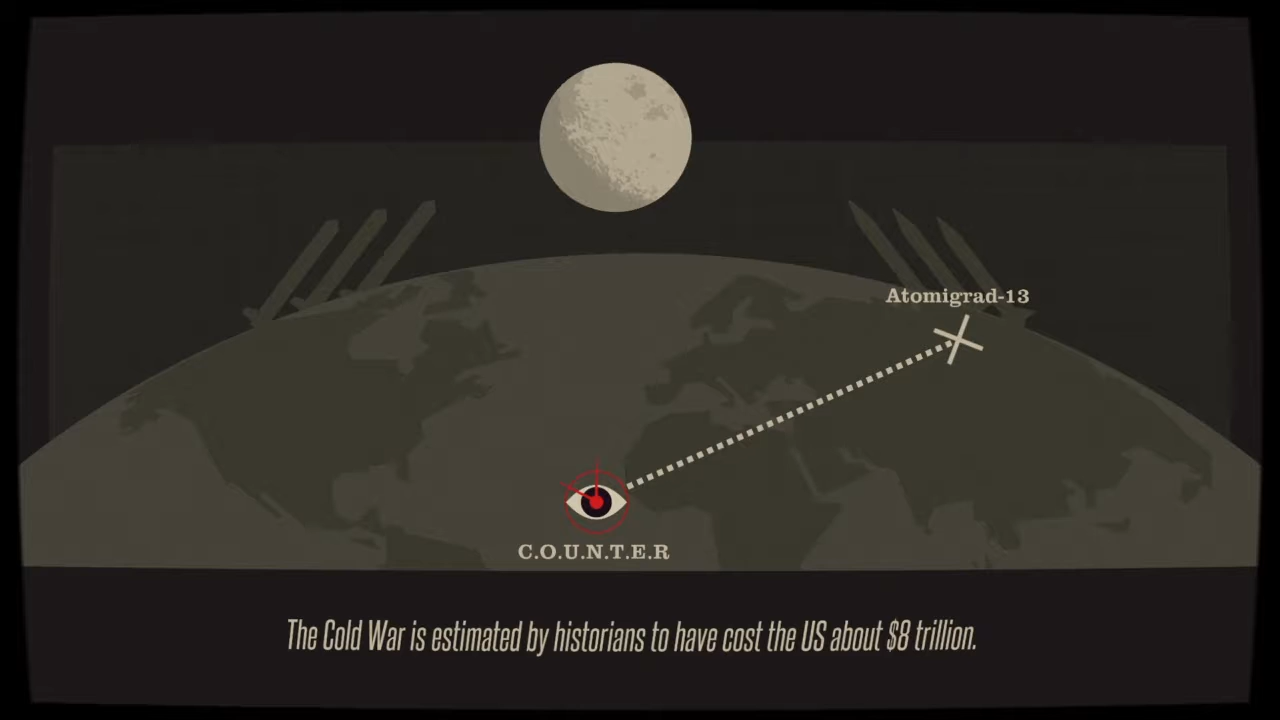 Atomigrad-13
C.O.U.N.T.E.R
The Cold War is estimated by historians to have cost the US about $8 trillion.